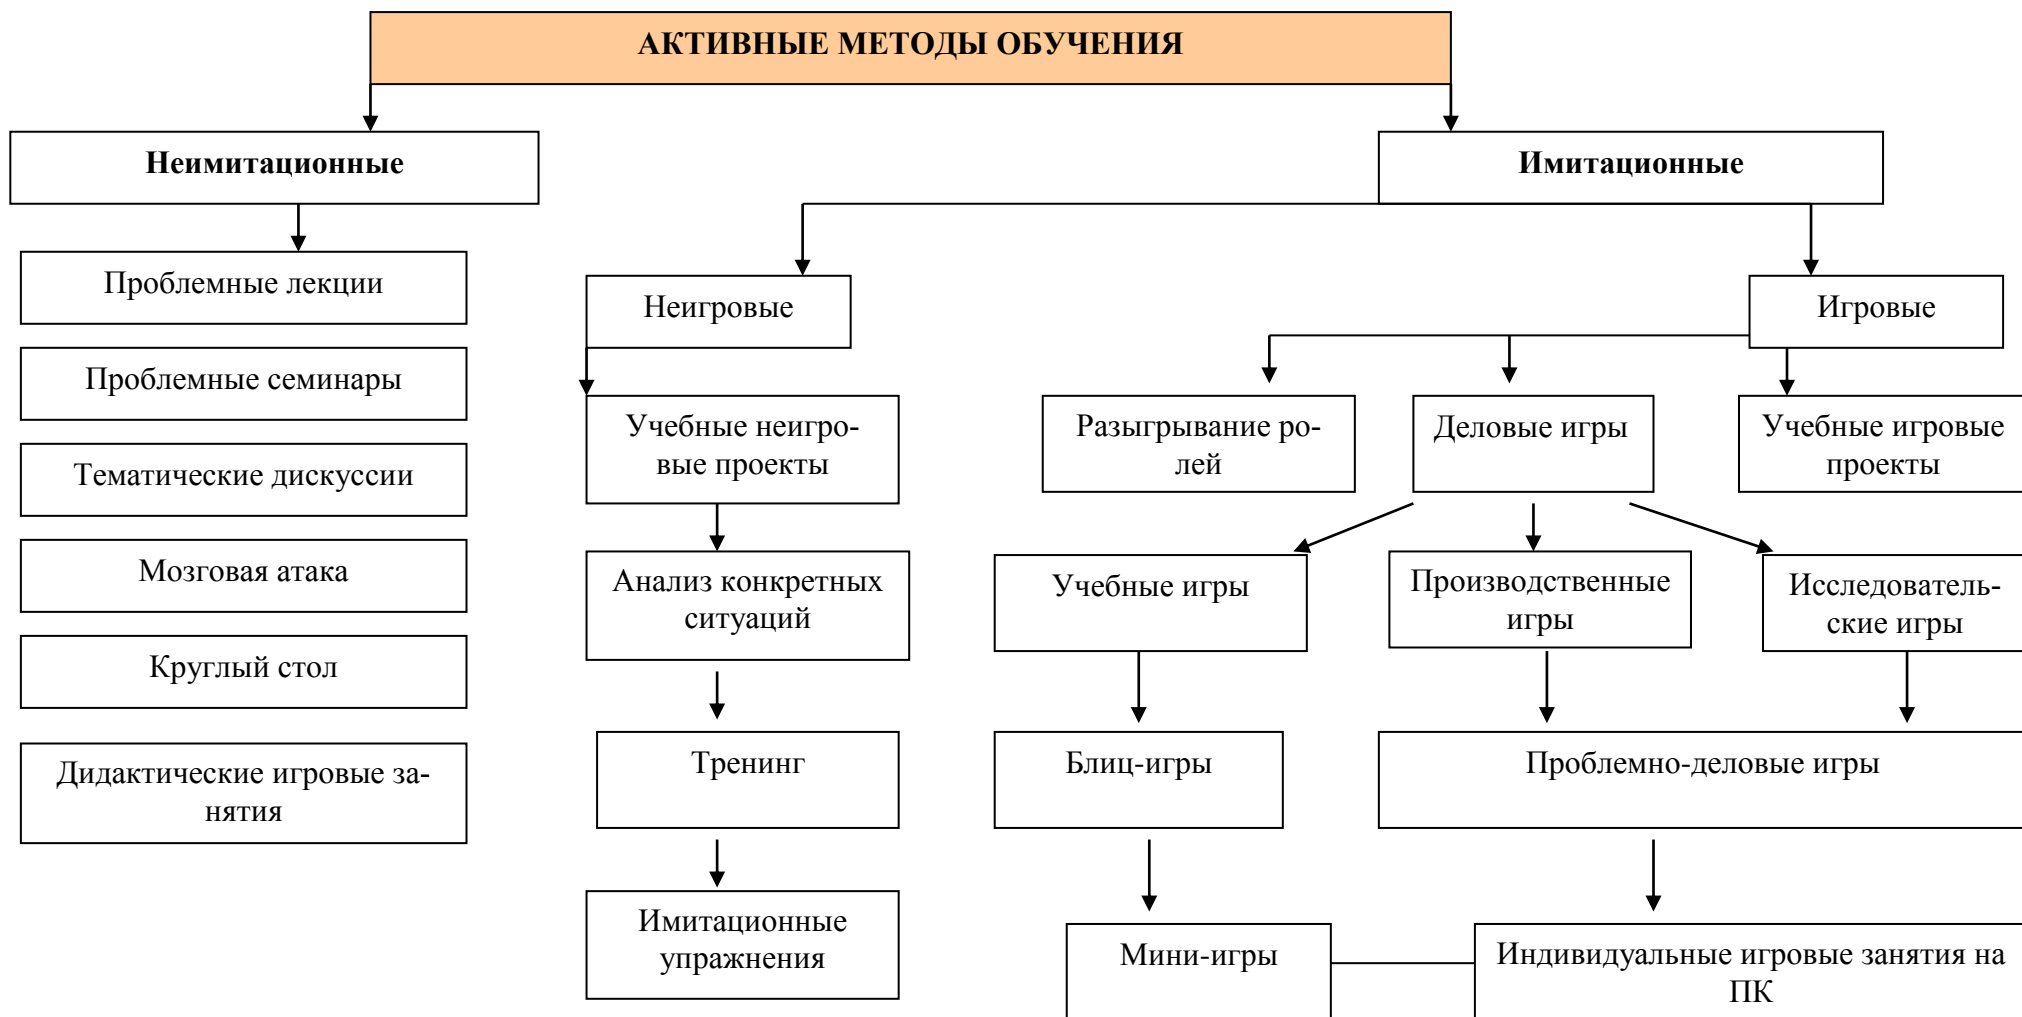 АКТИВНЫЕ МЕТОДЫ ОБУЧЕНИЯ
Неимитационные
Имитационные
Проблемные лекции
Проблемные семинары
Тематические дискуссии
Мозговая атака
Круглый стол
Дидактические игровые за-
нятия
Неигровые
Учебные неигро-
вые проекты
Анализ конкретных
ситуаций
Тренинг
Имитационные
упражнения
Игровые
Разыгрывание ро-
лей
Деловые игры
Учебные игровые
проекты
Учебные игры
Производственные
игры
Исследователь-
ские игры
Блиц-игры
Проблемно-деловые игры
Мини-игры
Индивидуальные игровые занятия на
ПК